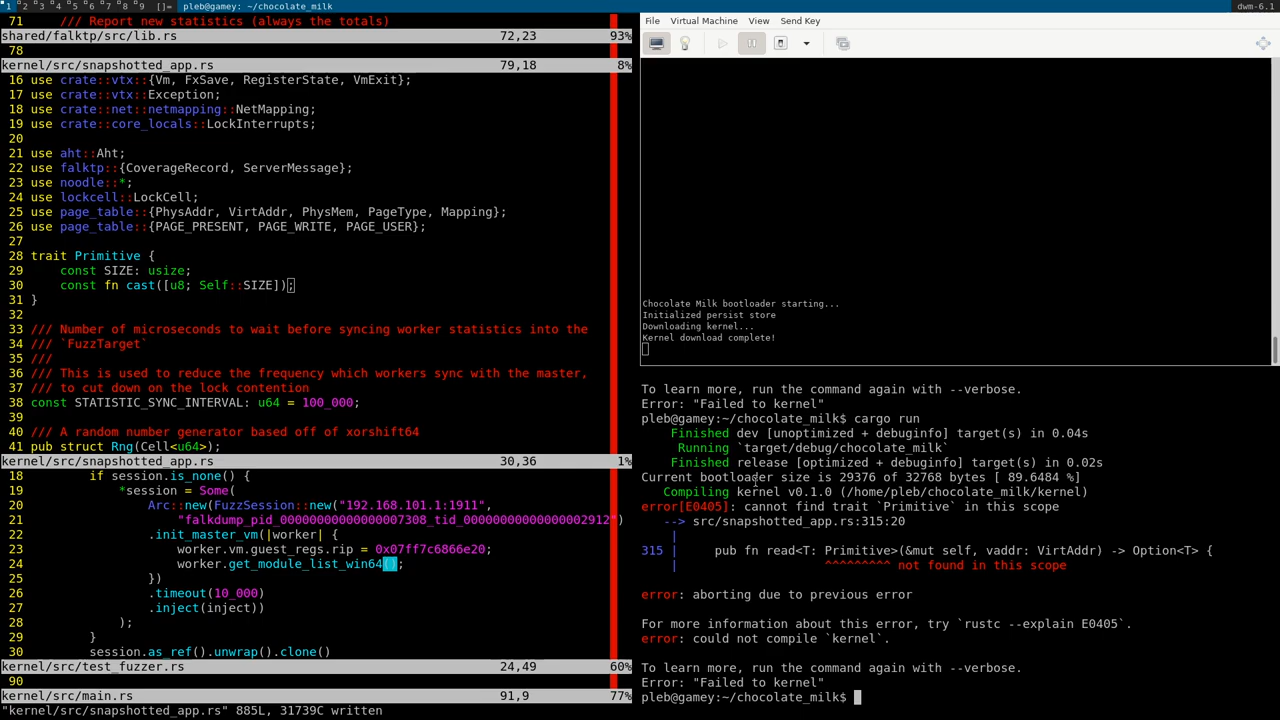 1 2 3 4 5 6 7 8 9 []= pleb@gamey: ~/chocolate_milk dwm-6.1
71 /// Report new statistics (always the totals)
shared/falktp/src/lib.rs 72,23 93%
78
kernel/src/snapshotted_app.rs 79,18 8%
16 use crate::vtx::{Vm, FxSave, RegisterState, VmExit};
17 use crate::vtx::Exception;
18 use crate::net::netmapping::NetMapping;
19 use crate::core_locals::LockInterrupts;
20
21 use aht::Aht;
22 use falktp::{CoverageRecord, ServerMessage};
23 use noodle::*;
24 use lockcell::LockCell;
25 use page_table::{PhysAddr, VirtAddr, PhysMem, PageType, Mapping};
26 use page_table::{PAGE_PRESENT, PAGE_WRITE, PAGE_USER};
27
28 trait Primitive {
29     const SIZE: usize;
30     const fn cast([u8; Self::SIZE]);
31 }
32
33 /// Number of microseconds to wait before syncing worker statistics into the
34 /// `FuzzTarget`
35 ///
36 /// This is used to reduce the frequency which workers sync with the master,
37 /// to cut down on the lock contention
38 const STATISTIC_SYNC_INTERVAL: u64 = 100_000;
39
40 /// A random number generator based off of xorshift64
41 pub struct Rng(Cell<u64>);
kernel/src/snapshotted_app.rs 30,36 1%
18         if session.is_none() {
19             *session = Some(
20                 Arc::new(FuzzSession::new("192.168.101.1:1911",
21                     "falkdump_pid_00000000000000007308_tid_00000000000000002912")
22                 .init_master_vm(|worker| {
23                     worker.vm.guest_regs.rip = 0x07ff7c6866e20;
24                     worker.get_module_list_win64();
25                 })
26                 .timeout(10_000)
27                 .inject(inject))
28             );
29         }
30         session.as_ref().unwrap().clone()
kernel/src/test_fuzzer.rs 24,49 60%
90
kernel/src/main.rs 91,9 77%
"kernel/src/snapshotted_app.rs" 885L, 31739C written
File Virtual Machine View Send Key
Chocolate Milk bootloader starting...
Initialized persist store
Downloading kernel...
Kernel download complete!
To learn more, run the command again with --verbose.
Error: "Failed to kernel"
pleb@gamey:~/chocolate_milk$ cargo run
    Finished dev [unoptimized + debuginfo] target(s) in 0.04s
     Running `target/debug/chocolate_milk`
    Finished release [optimized + debuginfo] target(s) in 0.02s
Current bootloader size is 29376 of 32768 bytes [ 89.6484 %]
   Compiling kernel v0.1.0 (/home/pleb/chocolate_milk/kernel)
error[E0405]: cannot find trait `Primitive` in this scope
   --> src/snapshotted_app.rs:315:20
    |
315 |     pub fn read<T: Primitive>(&mut self, vaddr: VirtAddr) -> Option<T> {
    |                    ^^^^^^^^^ not found in this scope
error: aborting due to previous error
For more information about this error, try `rustc --explain E0405`.
error: could not compile `kernel`.
To learn more, run the command again with --verbose.
Error: "Failed to kernel"
pleb@gamey:~/chocolate_milk$